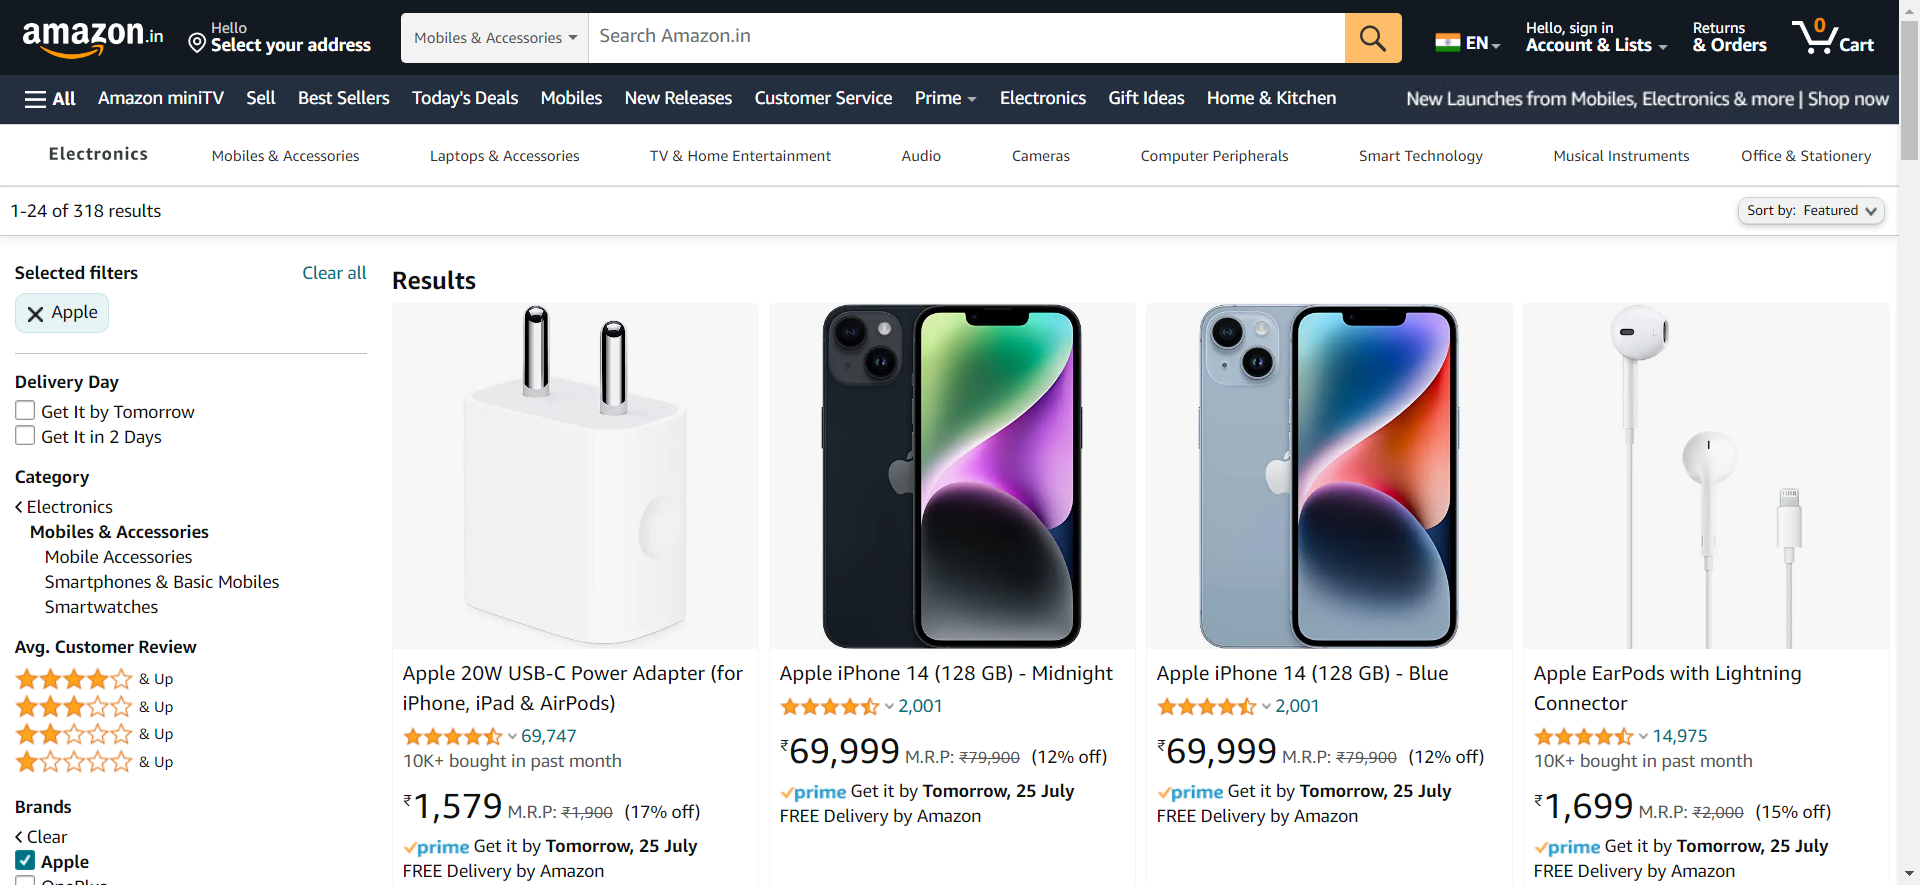 amazon.in
Hello
Select your address
Mobiles & Accessories
Search Amazon.in
EN
Hello, sign in
Account & Lists
Returns
& Orders
0
Cart
All
Amazon miniTV
Sell
Best Sellers
Today's Deals
Mobiles
New Releases
Customer Service
Prime
Electronics
Gift Ideas
Home & Kitchen
New Launches from Mobiles, Electronics & more | Shop now
Electronics
Mobiles & Accessories
Laptops & Accessories
TV & Home Entertainment
Audio
Cameras
Computer Peripherals
Smart Technology
Musical Instruments
Office & Stationery
1-24 of 318 results
Sort by: Featured
Selected filters
Clear all
Apple
Delivery Day
Get It by Tomorrow
Get It in 2 Days
Category
Electronics
Mobiles & Accessories
Mobile Accessories
Smartphones & Basic Mobiles
Smartwatches
Avg. Customer Review
& Up
& Up
& Up
& Up
Brands
Clear
Apple
OnePlus
Results
Apple 20W USB-C Power Adapter (for
iPhone, iPad & AirPods)
69,747
10K+ bought in past month
₹1,579 M.R.P: ₹1,900 (17% off)
prime Get it by Tomorrow, 25 July
FREE Delivery by Amazon
Apple iPhone 14 (128 GB) - Midnight
2,001
₹69,999 M.R.P: ₹79,900 (12% off)
prime Get it by Tomorrow, 25 July
FREE Delivery by Amazon
Apple iPhone 14 (128 GB) - Blue
2,001
₹69,999 M.R.P: ₹79,900 (12% off)
prime Get it by Tomorrow, 25 July
FREE Delivery by Amazon
Apple EarPods with Lightning
Connector
14,975
10K+ bought in past month
₹1,699 M.R.P: ₹2,000 (15% off)
prime Get it by Tomorrow, 25 July
FREE Delivery by Amazon